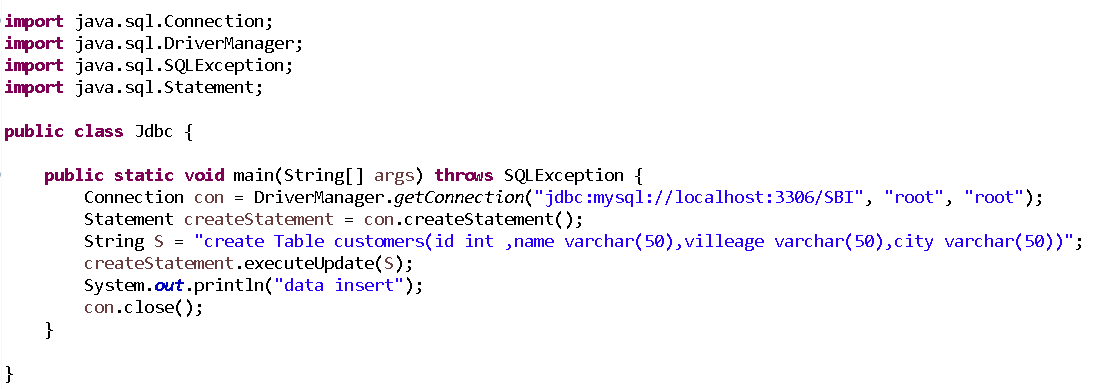 import java.sql.Connection;
import java.sql.DriverManager;
import java.sql.SQLException;
import java.sql.Statement;

public class Jdbc {

    public static void main(String[] args) throws SQLException {
        Connection con = DriverManager.getConnection("jdbc:mysql://localhost:3306/SBI", "root", "root");
        Statement createStatement = con.createStatement();
        String S = "create Table customers(id int ,name varchar(50),villeage varchar(50),city varchar(50))";
        createStatement.executeUpdate(S);
        System.out.println("data insert");
        con.close();
    }

}